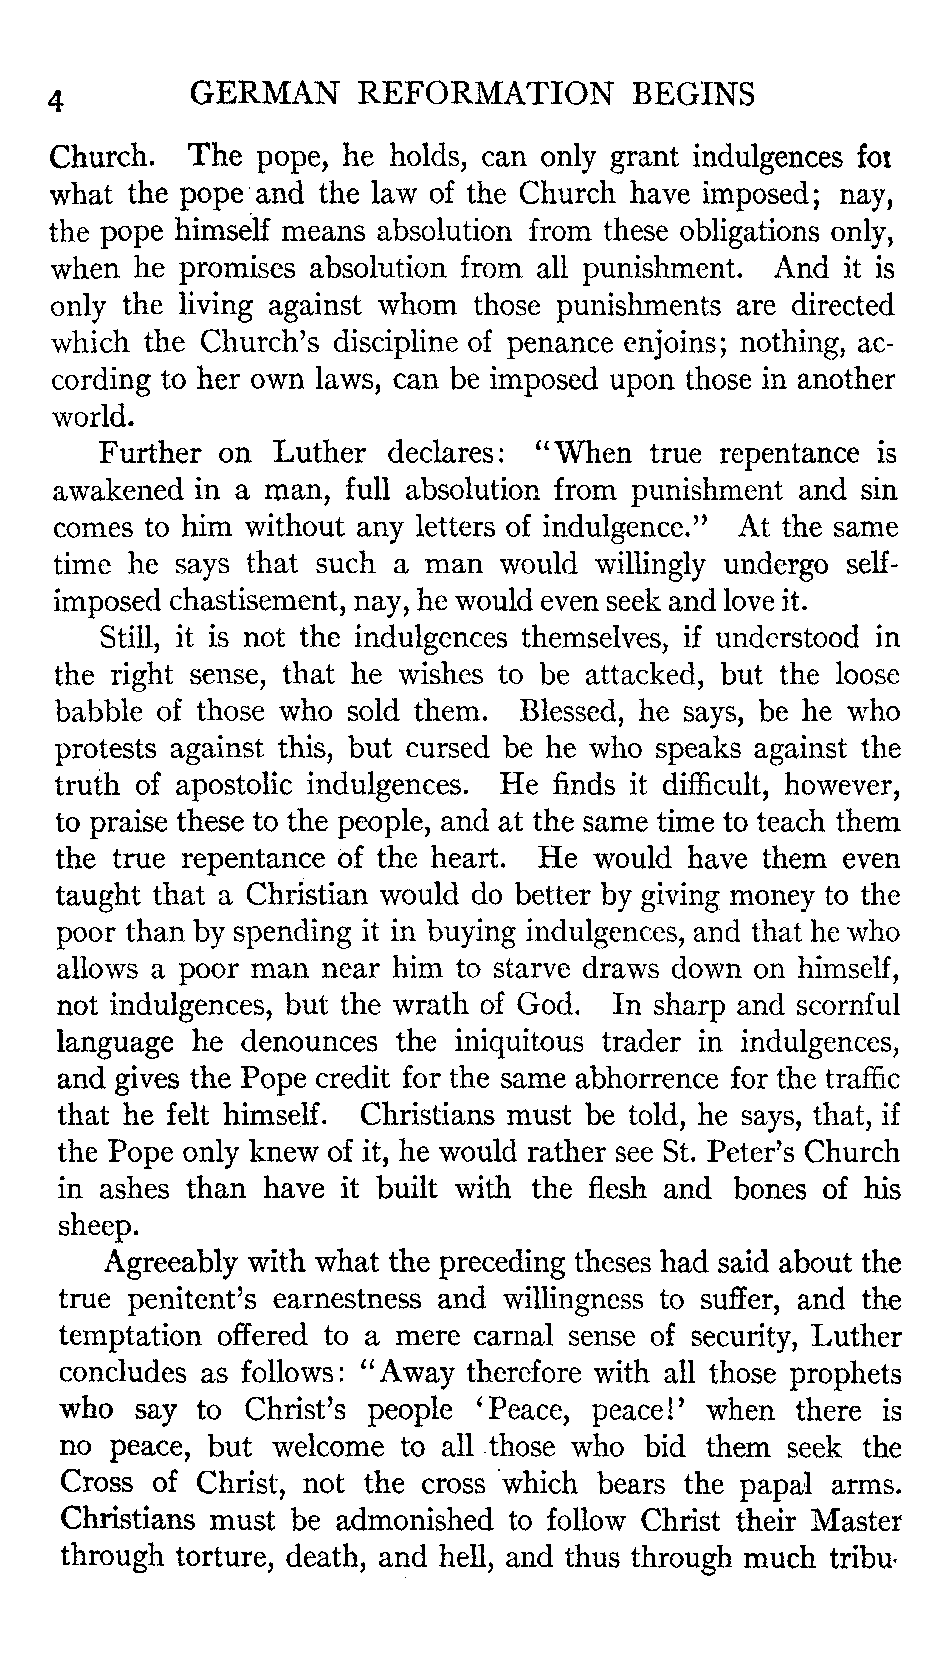 4 GERMAN REFORMATION BEGINS
Church. The pope, he holds, can only grant indulgences for
what the pope and the law of the Church have imposed; nay,
the pope himself means absolution from these obligations only,
when he promises absolution from all punishment. And it is
only the living against whom those punishments are directed
which the Church's discipline of penance enjoins; nothing, ac-
cording to her own laws, can be imposed upon those in another
world.
Further on Luther declares: "When true repentance is
awakened in a man, full absolution from punishment and sin
comes to him without any letters of indulgence." At the same
time he says that such a man would willingly undergo self-
imposed chastisement, nay, he would even seek and love it.
Still, it is not the indulgences themselves, if understood in
the right sense, that he wishes to be attacked, but the loose
babble of those who sold them. Blessed, he says, be he who
protests against this, but cursed be he who speaks against the
truth of apostolic indulgences. He finds it difficult, however,
to praise these to the people, and at the same time to teach them
the true repentance of the heart. He would have them even
taught that a Christian would do better by giving money to the
poor than by spending it in buying indulgences, and that he who
allows a poor man near him to starve draws down on himself,
not indulgences, but the wrath of God. In sharp and scornful
language he denounces the iniquitous trader in indulgences,
and gives the Pope credit for the same abhorrence for the traffic
that he felt himself. Christians must be told, he says, that, if
the Pope only knew of it, he would rather see St. Peter's Church
in ashes than have it built with the flesh and bones of his
sheep.
Agreeably with what the preceding theses had said about the
true penitent's earnestness and willingness to suffer, and the
temptation offered to a mere carnal sense of security, Luther
concludes as follows: "Away therefore with all those prophets
who say to Christ's people 'Peace, peace!' when there is
no peace, but welcome to all those who bid them seek the
Cross of Christ, not the cross which bears the papal arms.
Christians must be admonished to follow Christ their Master
through torture, death, and hell, and thus through much tribu-